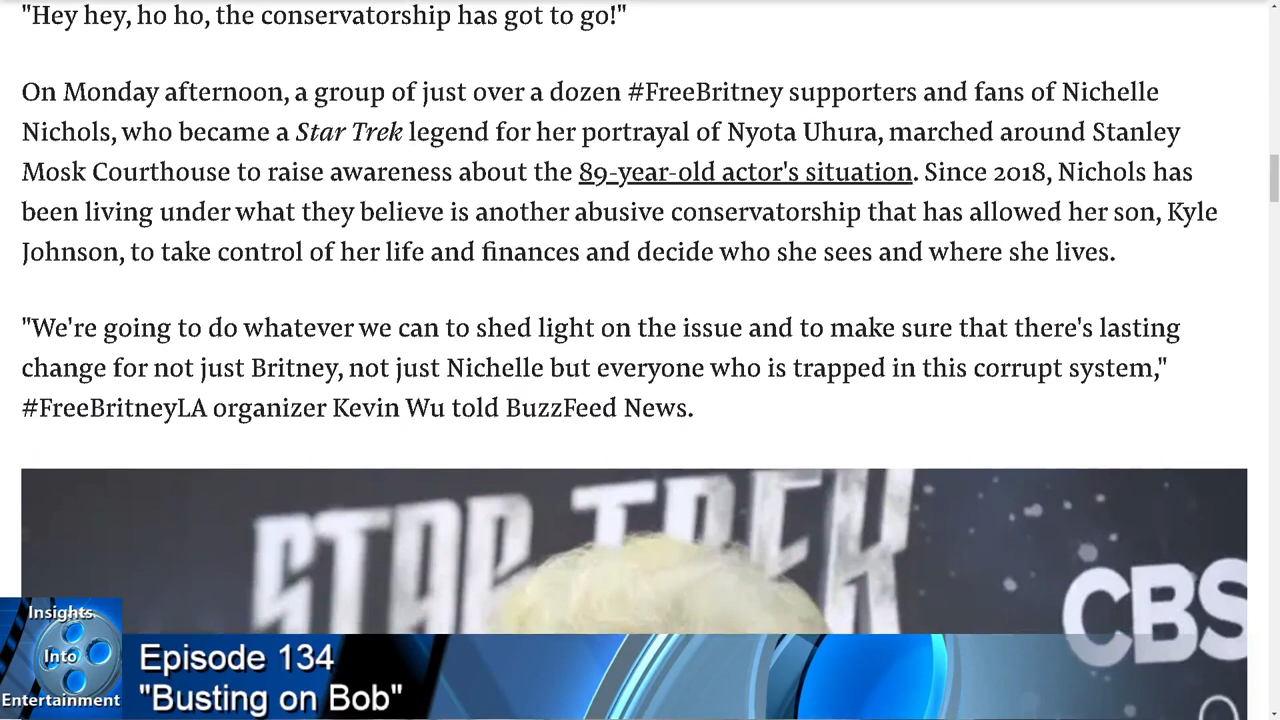 "Hey hey, ho ho, the conservatorship has got to go!"
On Monday afternoon, a group of just over a dozen #FreeBritney supporters and fans of Nichelle
Nichols, who became a Star Trek legend for her portrayal of Nyota Uhura, marched around Stanley
Mosk Courthouse to raise awareness about the 89-year-old actor's situation. Since 2018, Nichols has
been living under what they believe is another abusive conservatorship that has allowed her son, Kyle
Johnson, to take control of her life and finances and decide who she sees and where she lives.
"We're going to do whatever we can to shed light on the issue and to make sure that there's lasting
change for not just Britney, not just Nichelle but everyone who is trapped in this corrupt system,"
#FreeBritneyLA organizer Kevin Wu told BuzzFeed News.
STAR TREK
CBS
Insights
Into
Entertainment
Episode 134
"Busting on Bob"